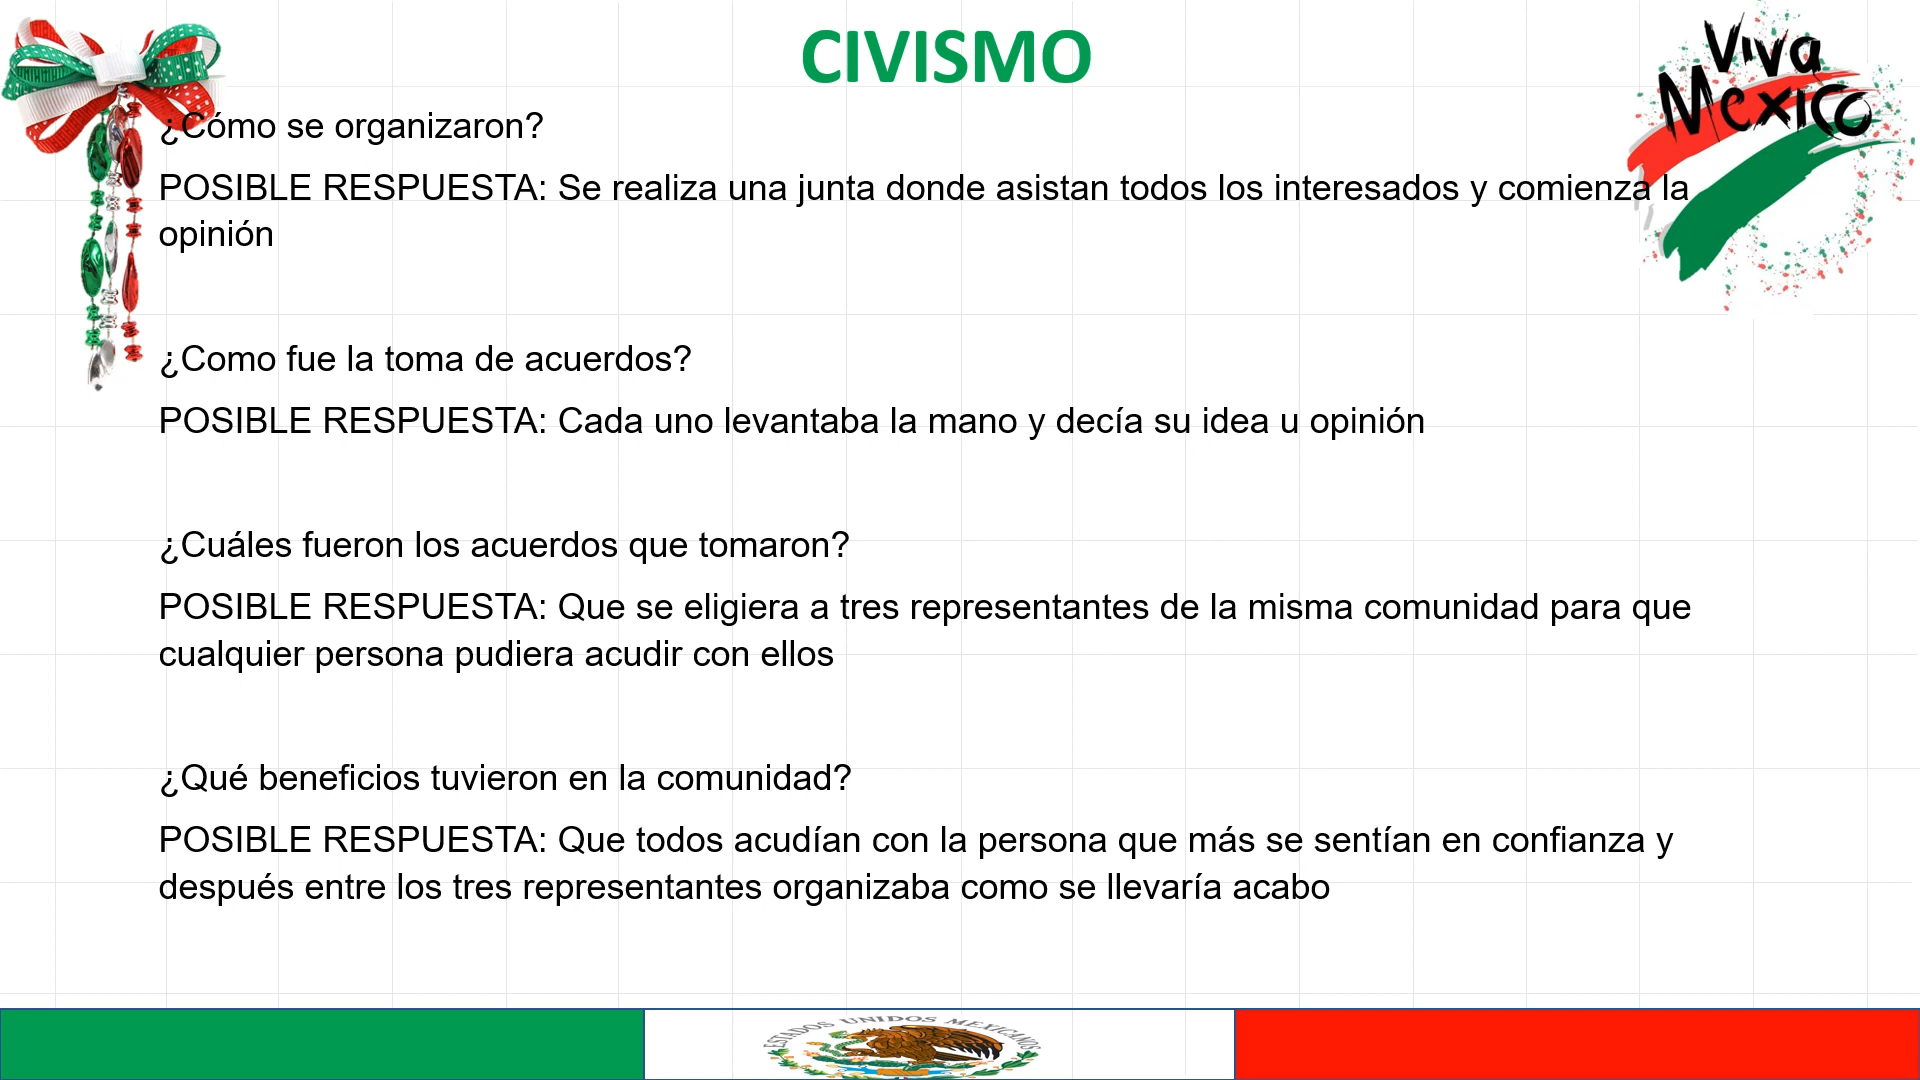 CIVISMO
Viva
Mexico
¿Cómo se organizaron?
POSIBLE RESPUESTA: Se realiza una junta donde asistan todos los interesados y comienza la
opinión
¿Como fue la toma de acuerdos?
POSIBLE RESPUESTA: Cada uno levantaba la mano y decía su idea u opinión
¿Cuáles fueron los acuerdos que tomaron?
POSIBLE RESPUESTA: Que se eligiera a tres representantes de la misma comunidad para que
cualquier persona pudiera acudir con ellos
¿Qué beneficios tuvieron en la comunidad?
POSIBLE RESPUESTA: Que todos acudían con la persona que más se sentían en confianza y
después entre los tres representantes organizaba como se llevaría acabo
ESTADOS UNIDOS MEXICANOS